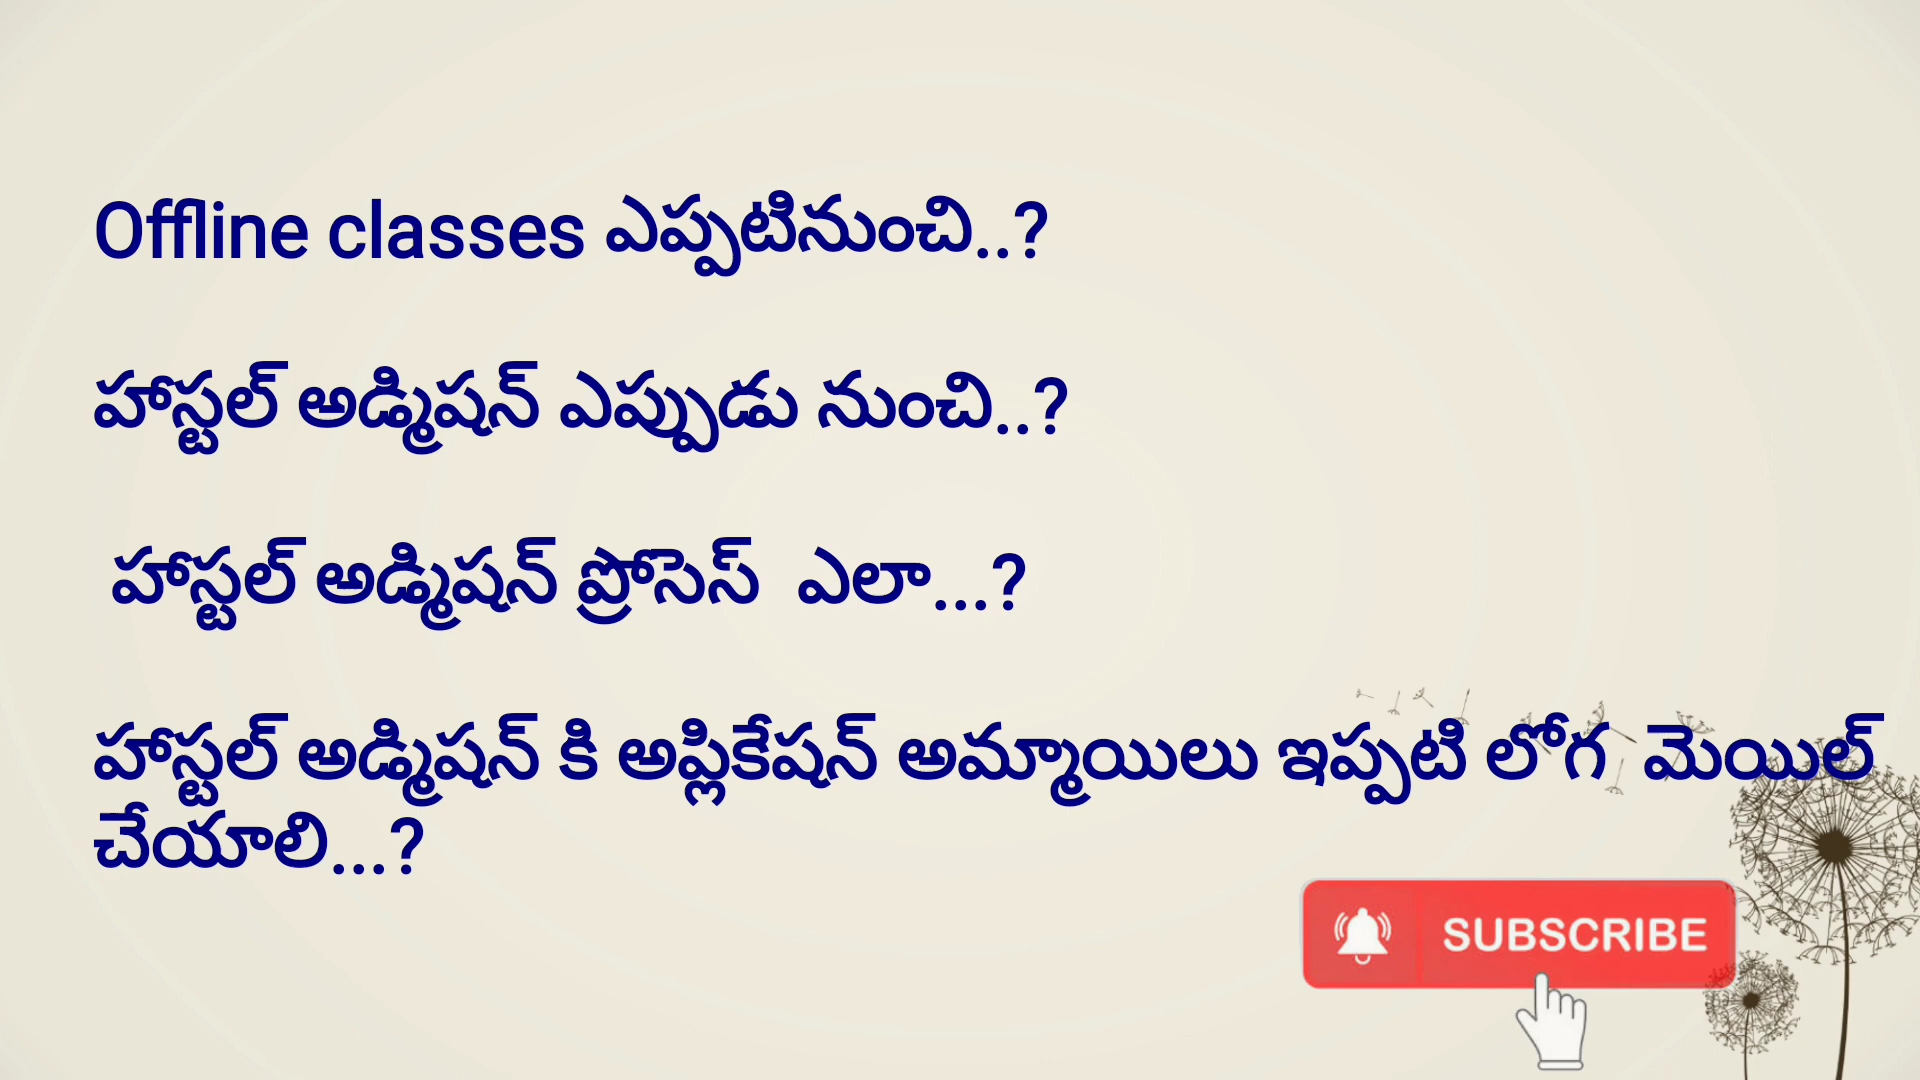 Offline classes ఎప్పటినుంచి..?
హాస్టల్ అడ్మిషన్ ఎప్పుడు నుంచి..?
హాస్టల్ అడ్మిషన్ ప్రోసెస్ ఎలా...?
హాస్టల్ అడ్మిషన్ కి అప్లికేషన్ అమ్మాయిలు ఇప్పటి లోగ మెయిల్
చేయాలి...?
SUBSCRIBE